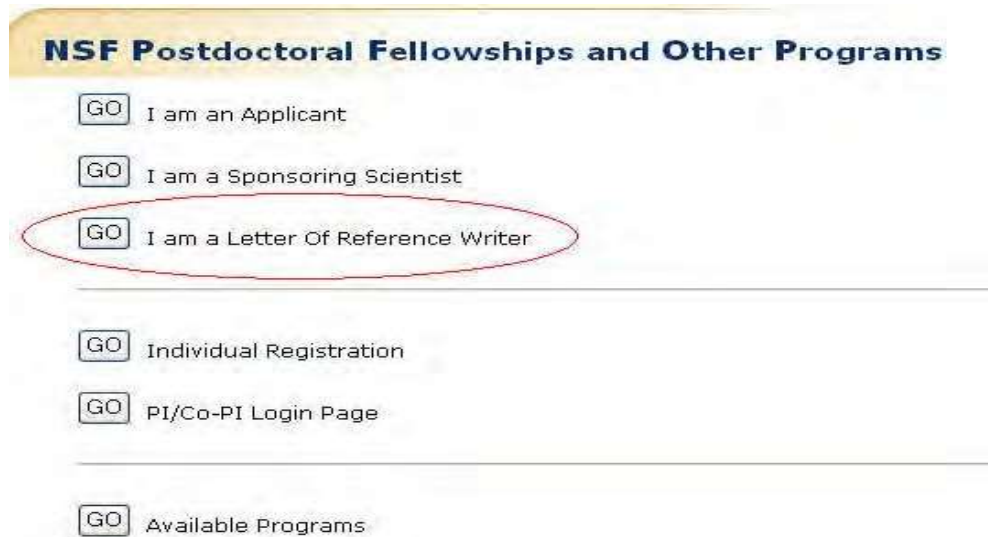 NSF Postdoctoral Fellowships and Other Programs
GO I am an Applicant
GO I am a Sponsoring Scientist
GO I am a Letter Of Reference Writer
GO Individual Registration
GO PI/Co-PI Login Page
GO Available Programs